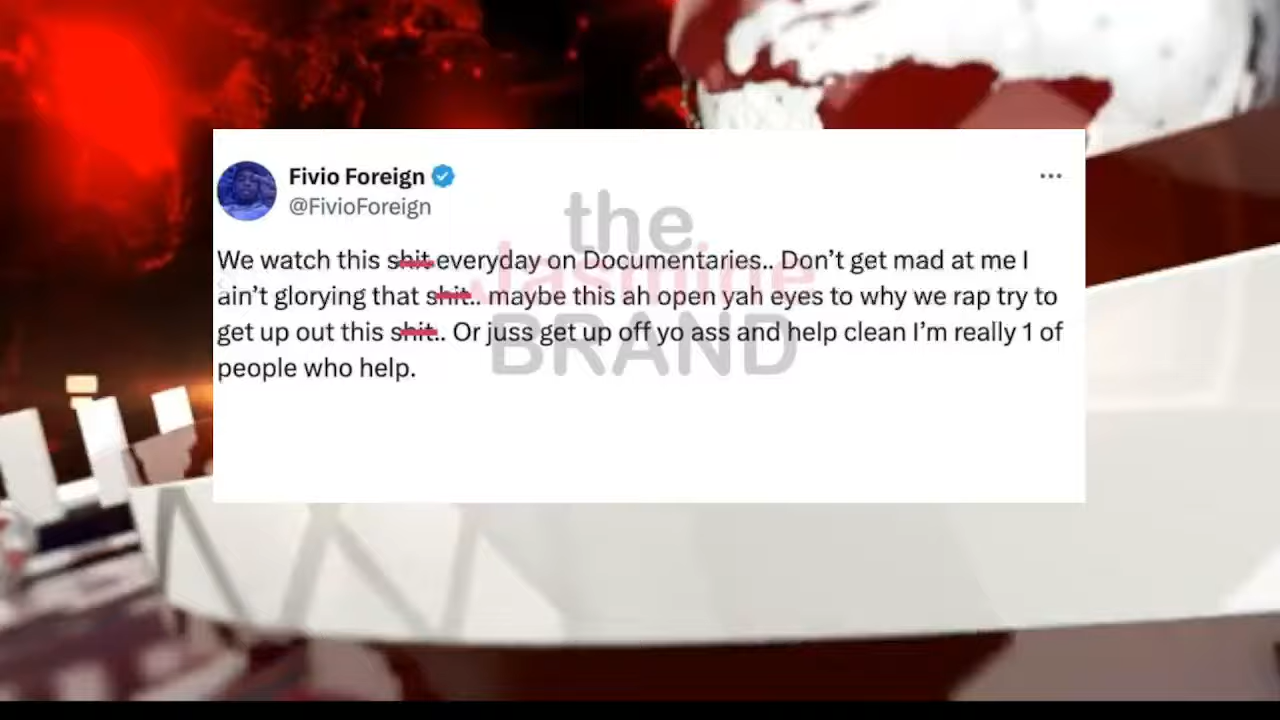 Fivio Foreign
@FivioForeign
the
Jasmine
BRAND
We watch this shit everyday on Documentaries.. Don’t get mad at me I
ain’t glorying that shit.. maybe this ah open yah eyes to why we rap try to
get up out this shit.. Or juss get up off yo ass and help clean I’m really 1 of
people who help.